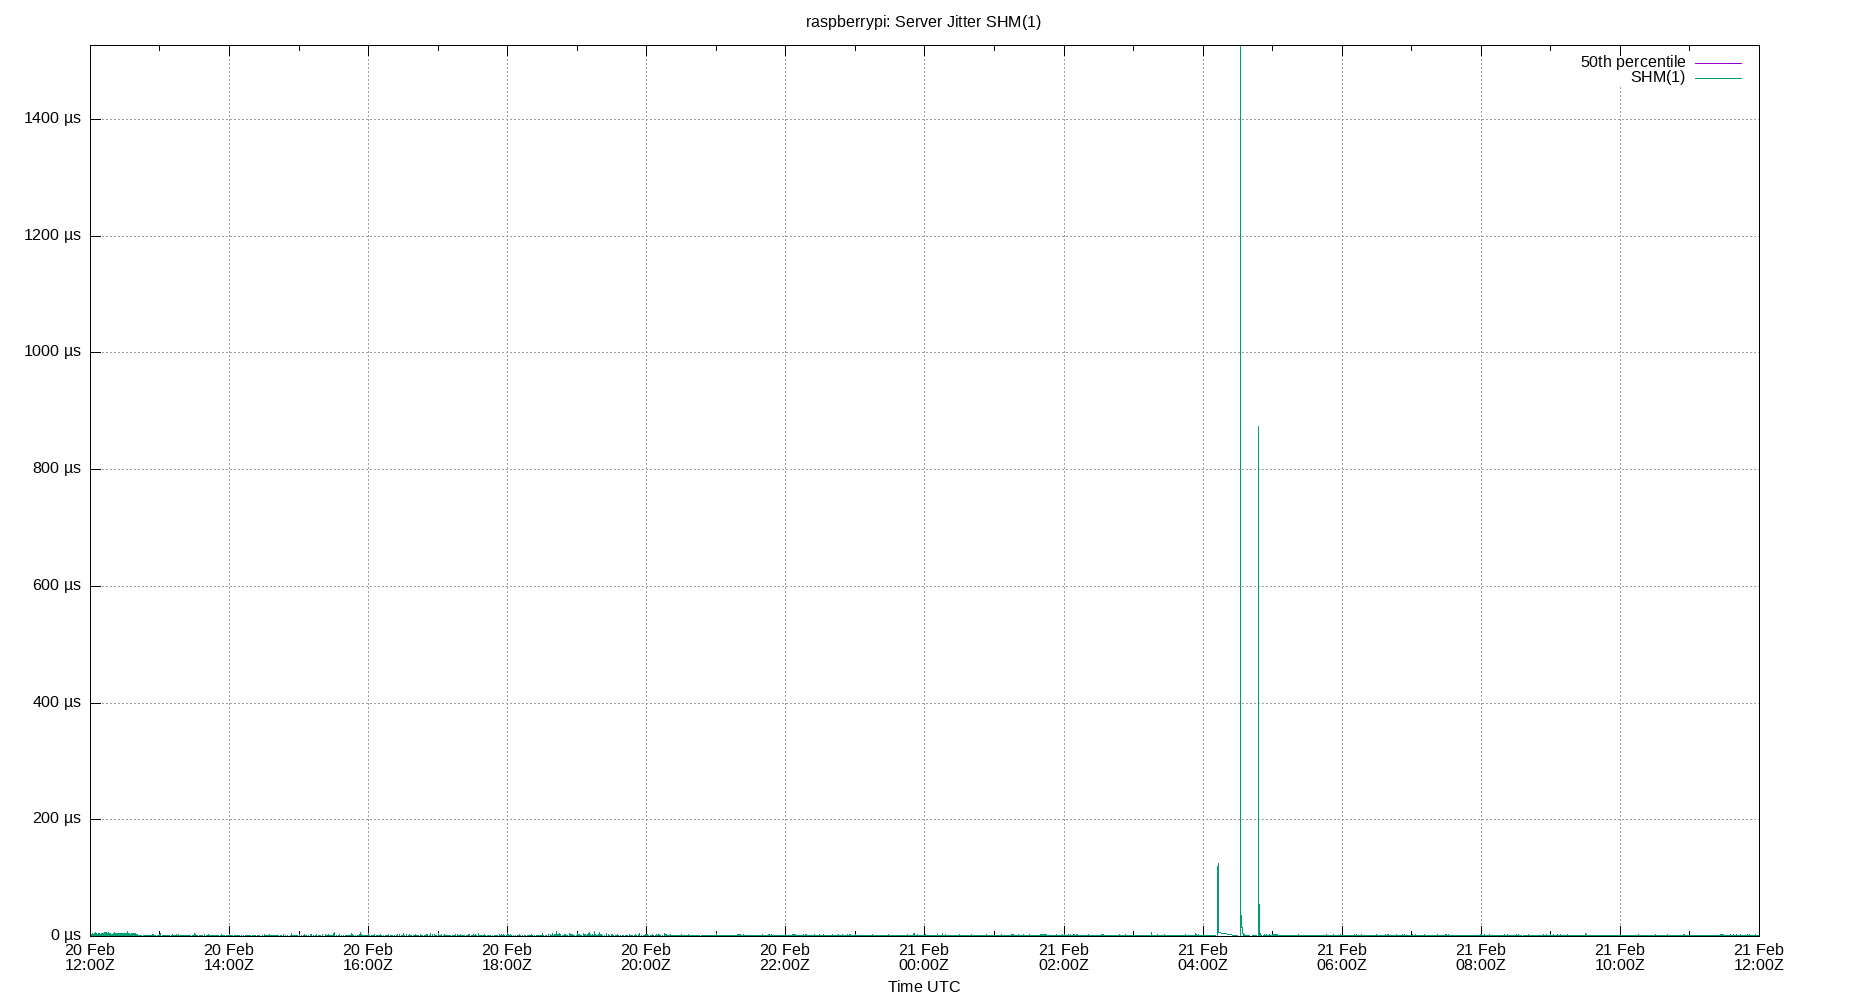 raspberrypi: Server Jitter SHM(1)
50th percentile
SHM(1)
1400 µs
1200 µs
1000 µs
800 µs
600 µs
400 µs
200 µs
0 µs
20 Feb 20 Feb 20 Feb 20 Feb 20 Feb 20 Feb 21 Feb 21 Feb 21 Feb 21 Feb 21 Feb 21 Feb 21 Feb
12:00Z 14:00Z 16:00Z 18:00Z 20:00Z 22:00Z 00:00Z 02:00Z 04:00Z 06:00Z 08:00Z 10:00Z 12:00Z
Time UTC